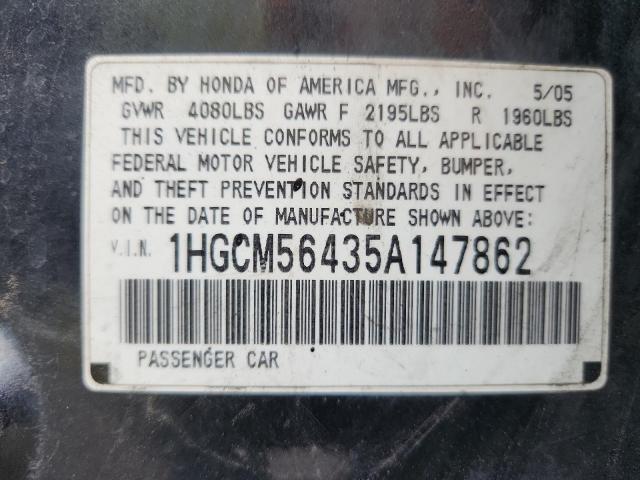 MFD. BY HONDA OF AMERICA MFG., INC. 5/05
GVWR 4080LBS GAWR F 2195LBS R 1960LBS
THIS VEHICLE CONFORMS TO ALL APPLICABLE
FEDERAL MOTOR VEHICLE SAFETY, BUMPER,
AND THEFT PREVENTION STANDARDS IN EFFECT
ON THE DATE OF MANUFACTURE SHOWN ABOVE:
V.I.N. 1HGCM56435A147862
PASSENGER CAR